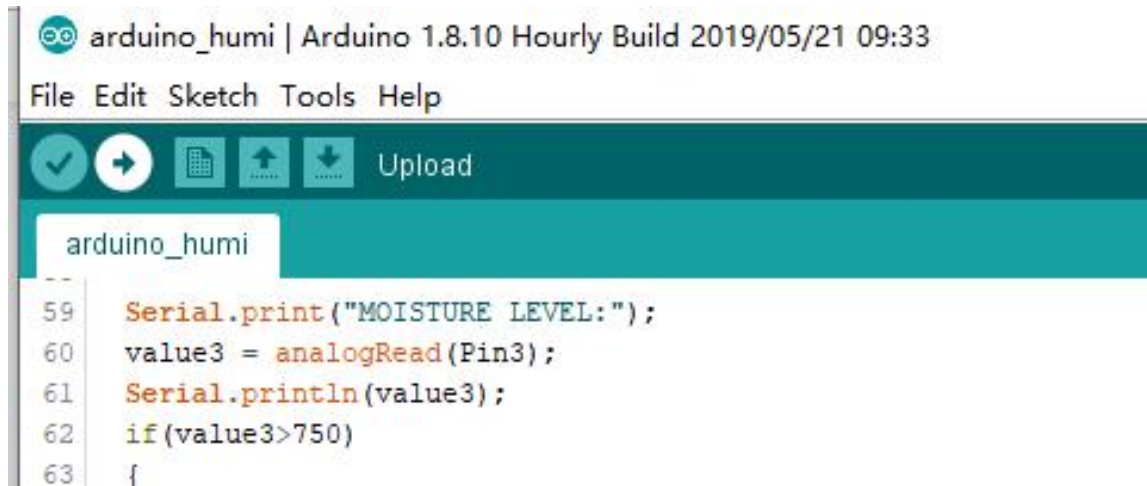 arduino_humi | Arduino 1.8.10 Hourly Build 2019/05/21 09:33
File Edit Sketch Tools Help
Upload
arduino_humi
59 Serial.print("MOISTURE LEVEL:");
60 value3 = analogRead(Pin3);
61 Serial.println(value3);
62 if(value3>750)
63 {